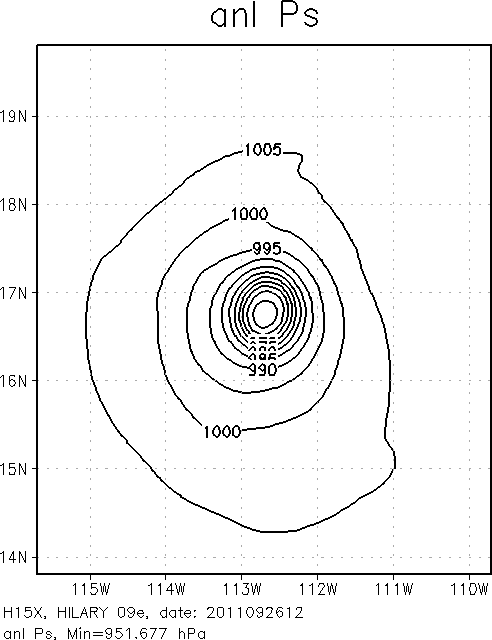 anl Ps
19N
1005
18N
1000
995
17N
990
16N
1000
15N
14N
115W 114W 113W 112W 111W 110W
H15X, HILARY 09e, date: 2011092612
anl Ps, Min=951.677 hPa